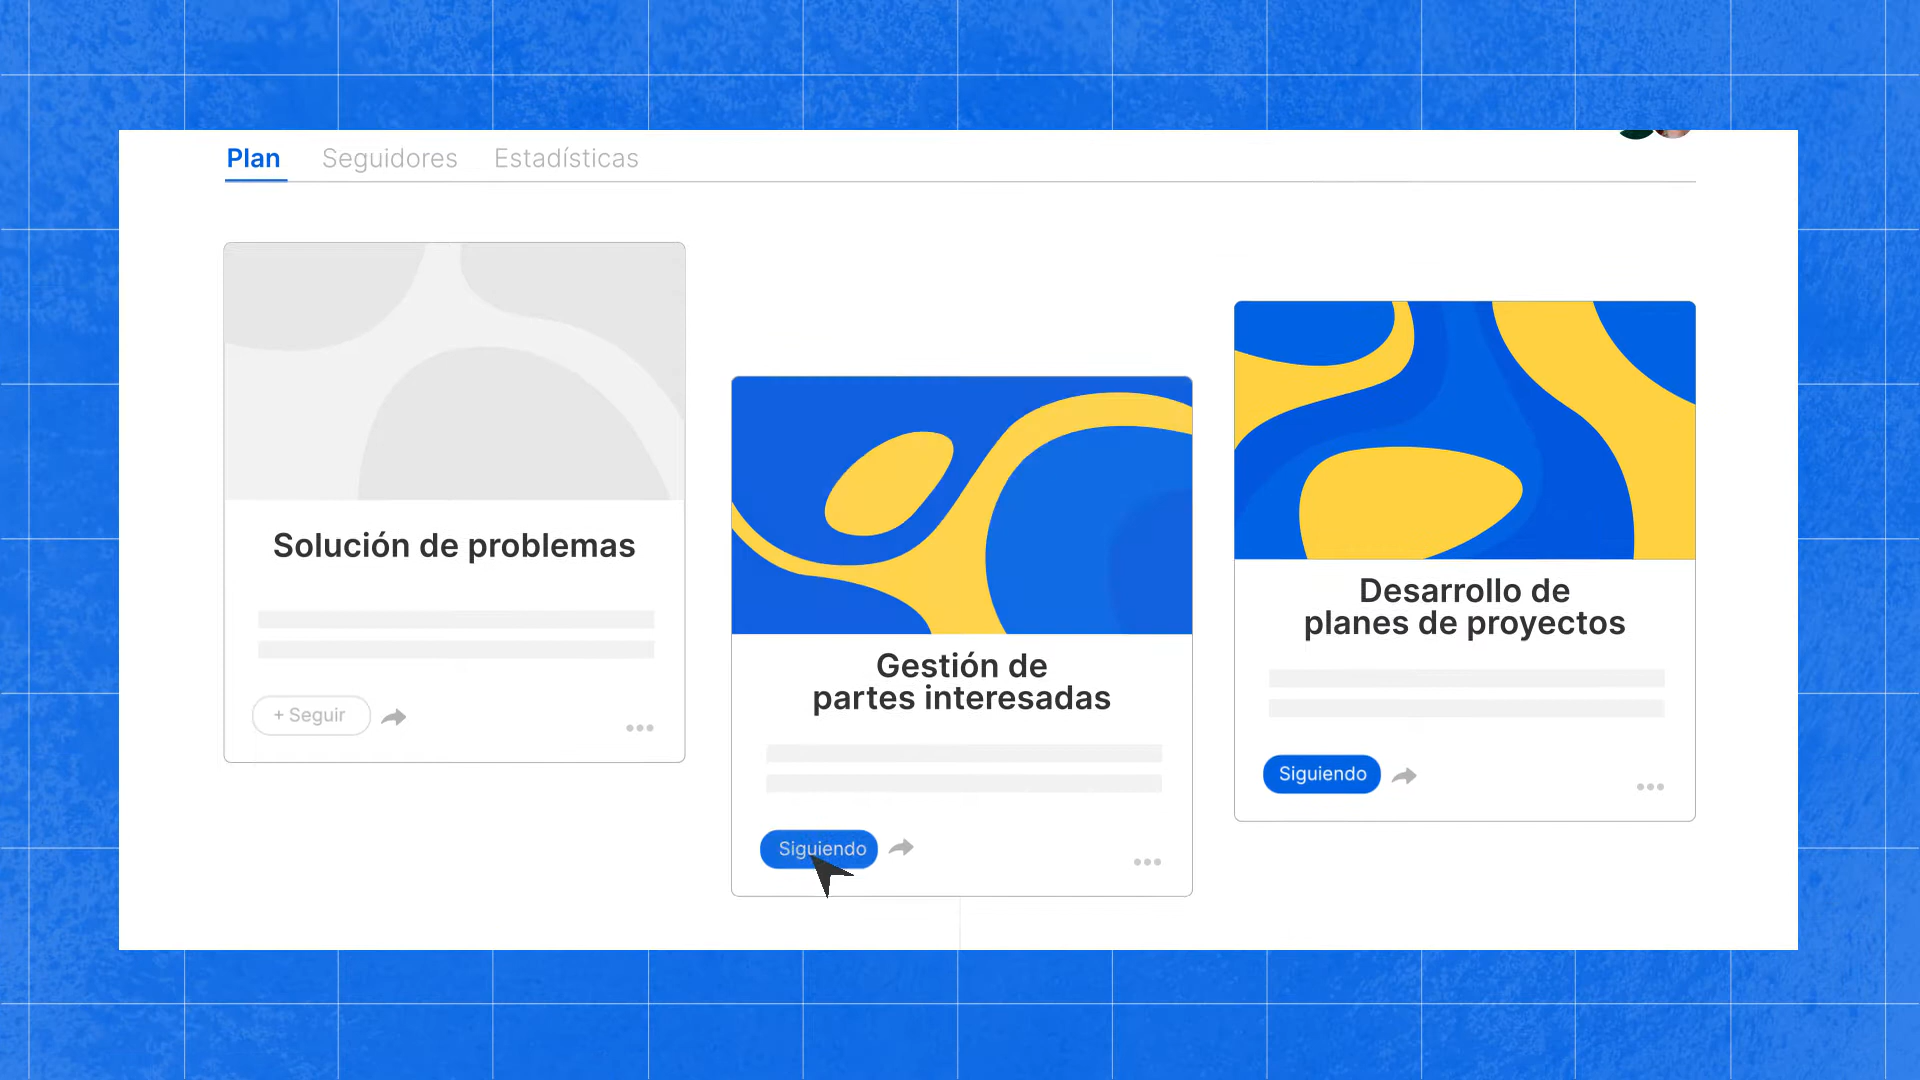 Plan Seguidores Estadísticas
Solución de problemas
+ Seguir
Gestión de
partes interesadas
Siguiendo
Desarrollo de
planes de proyectos
Siguiendo